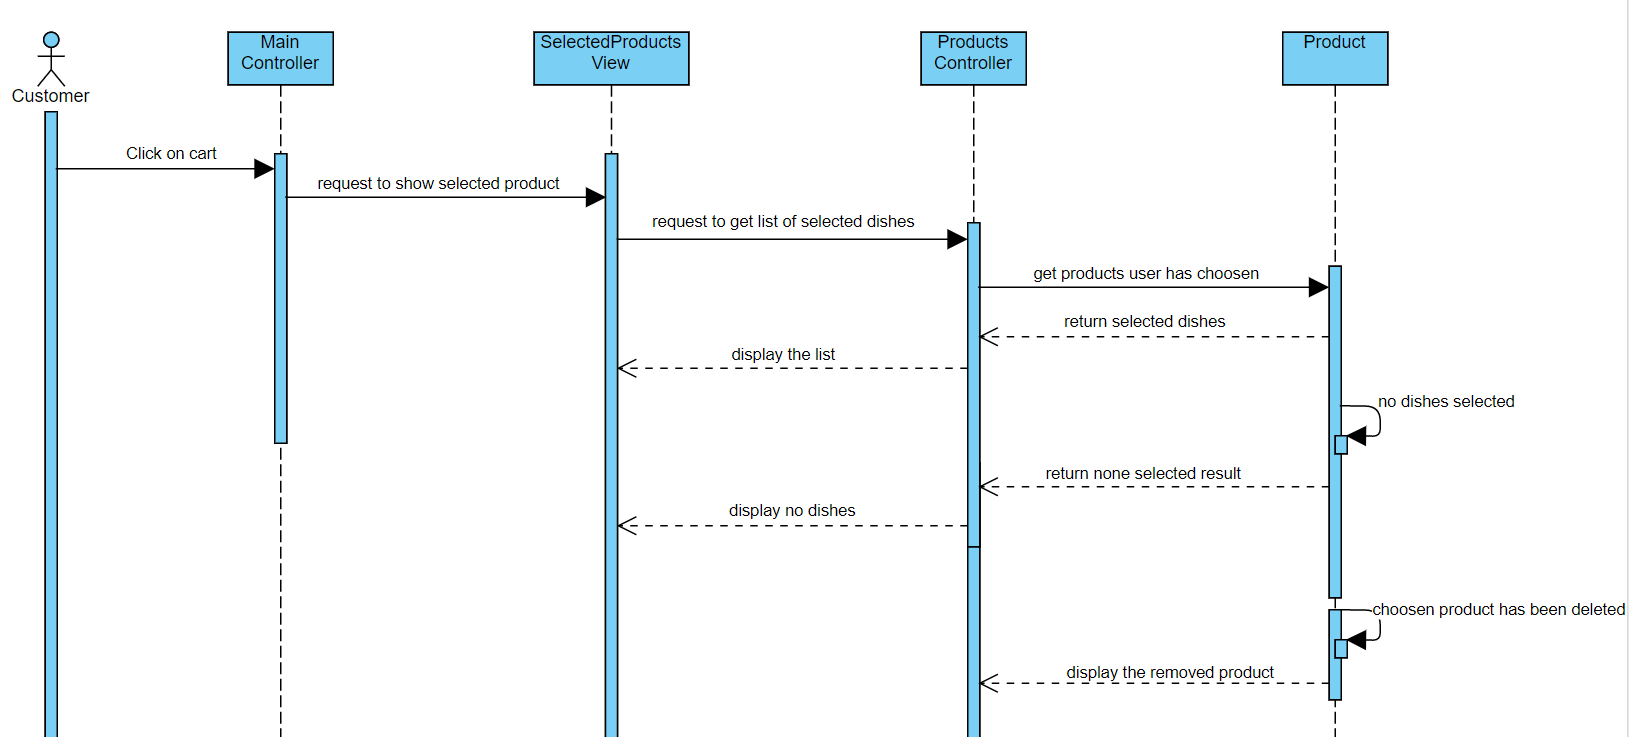 Customer
Main
Controller
SelectedProducts
View
Products
Controller
Product
Click on cart
request to show selected product
request to get list of selected dishes
get products user has choosen
return selected dishes
display the list
no dishes selected
return none selected result
display no dishes
choosen product has been deleted
display the removed product